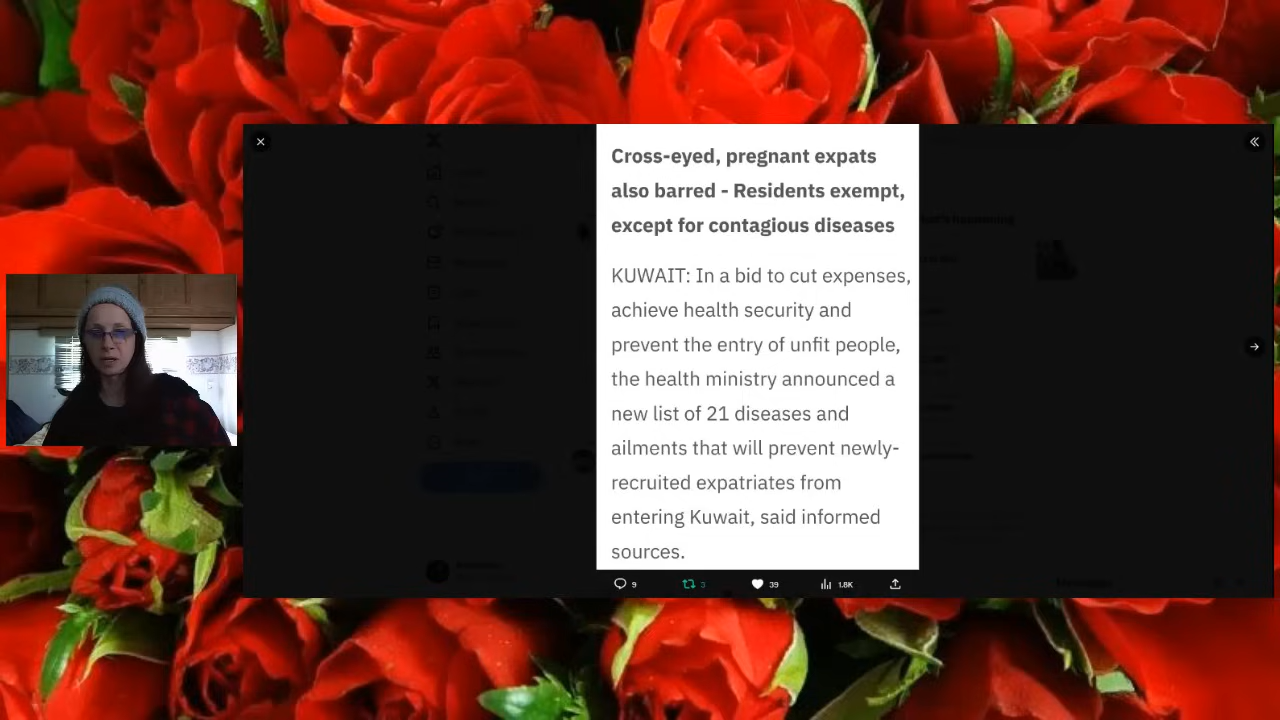 Cross-eyed, pregnant expats
also barred - Residents exempt,
except for contagious diseases
KUWAIT: In a bid to cut expenses,
achieve health security and
prevent the entry of unfit people,
the health ministry announced a
new list of 21 diseases and
ailments that will prevent newly-
recruited expatriates from
entering Kuwait, said informed
sources.
9 3 39 1.8K